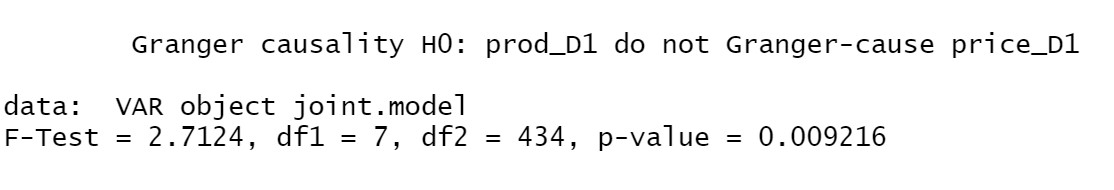 Granger causality H0: prod_D1 do not Granger-cause price_D1
data:  VAR object joint.model
F-Test = 2.7124, df1 = 7, df2 = 434, p-value = 0.009216